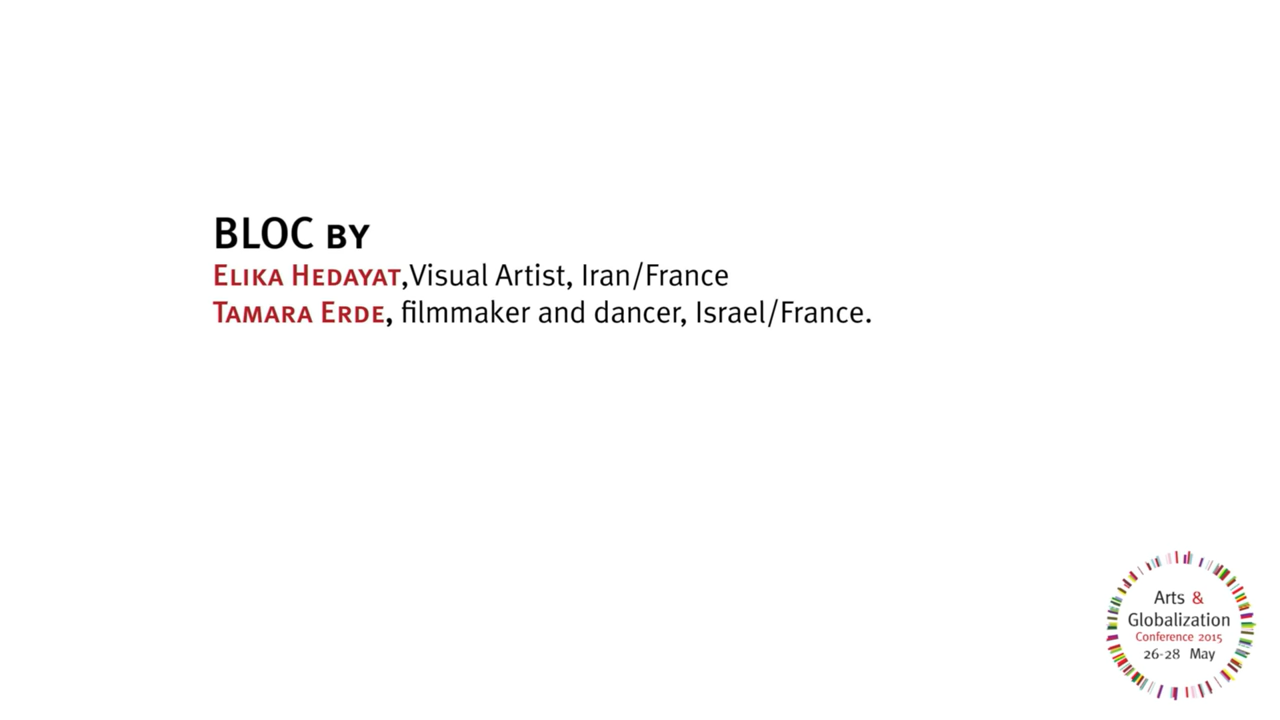 BLOC BY
ELIKA HEDAYAT,Visual Artist, Iran/France
TAMARA ERDE, filmmaker and dancer, Israel/France.
Arts &
Globalization
Conference 2015
26-28 May